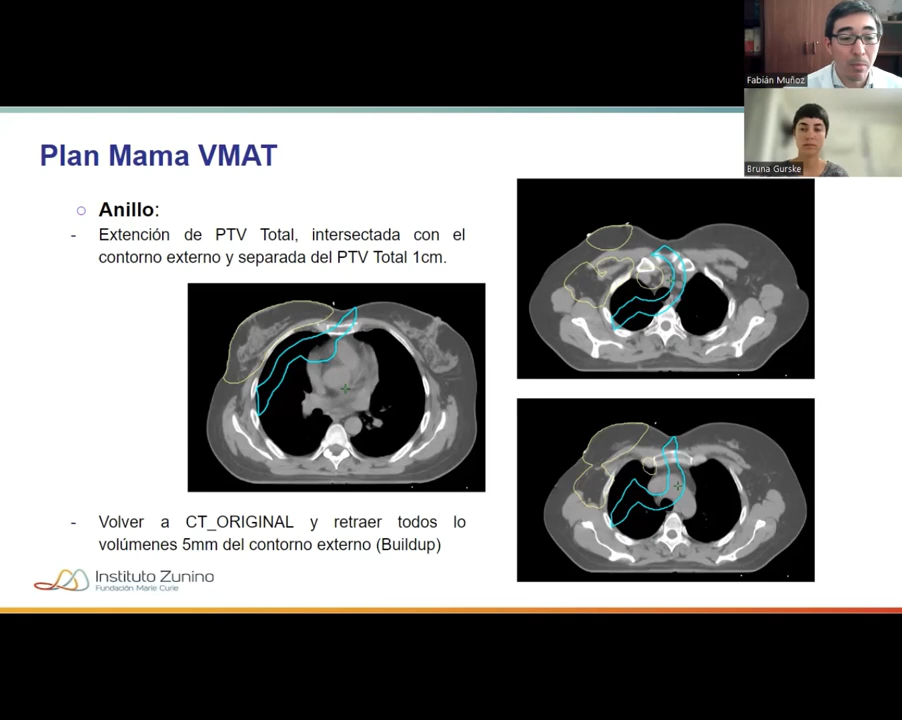 Fabián Muñoz
Bruna Gurske
Plan Mama VMAT
Anillo:
- Extención de PTV Total, intersectada con el
contorno externo y separada del PTV Total 1cm.
- Volver a CT_ORIGINAL y retraer todos lo
volúmenes 5mm del contorno externo (Buildup)
Instituto Zunino
Fundación Marie Curie